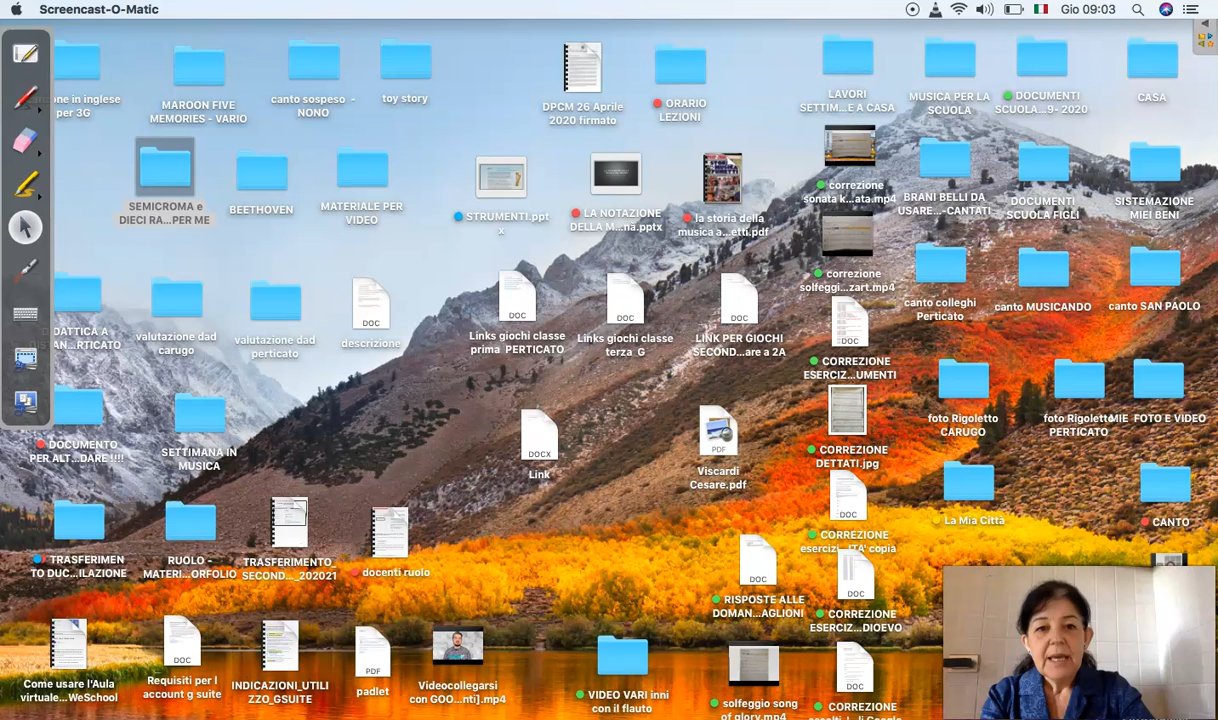 Screencast-O-Matic
Gio 09:03
in inglese
per 3G
MAROON FIVE
MEMORIES - VARIO
canto sospeso -
NONO
toy story
DPCM 26 Aprile
2020 firmato
ORARIO
LEZIONI
LAVORI
SETTIM...E A CASA
MUSICA PER LA
SCUOLA
DOCUMENTI
SCUOLA...9- 2020
CASA
SEMICROMA e
DIECI RA...PER ME
BEETHOVEN
MATERIALE PER
VIDEO
STRUMENTI.ppt
x
LA NOTAZIONE
DELLA M...na.pptx
la storia della
musica a...etti.pdf
correzione
sonata k...ata.mp4
BRANI BELLI DA
USARE...-CANTATI
DOCUMENTI
SCUOLA FIGLI
SISTEMAZIONE
MIEI BENI
correzione
solfeggi...zart.mp4
DIDATTICA A
DISTAN...RTICATO
valutazione dad
carugo
valutazione dad
perticato
DOC
descrizione
Links giochi classe
prima PERTICATO
DOC
Links giochi classe
terza G
DOC
LINK PER GIOCHI
SECOND...are a 2A
DOC
CORREZIONE
ESERCIZ...UMENTI
canto colleghi
Perticato
canto MUSICANDO
canto SAN PAOLO
DOCUMENTO
PER ALT...DARE !!!!
SETTIMANA IN
MUSICA
DOCX
Link
PDF
Viscardi
Cesare.pdf
CORREZIONE
DETTATI.jpg
foto Rigoletto
CARUGO
foto Rigoletto
PERTICATO
MIE FOTO E VIDEO
DOC
CORREZIONE
esercizi...ITA' copia
La Mia Città
CANTO
TRASFERIMEN
TO DUC...ILAZIONE
RUOLO -
MATERI...ORFOLIO
TRASFERIMENTO_
SECOND..._202021
docenti ruolo
DOC
RISPOSTE ALLE
DOMAN...AGLIONI
DOC
CORREZIONE
ESERCIZ...DIOEVO
Come usare l'Aula
virtuale...WeSchool
DOC
Requisiti per l
account g suite
INDICAZIONI_UTILI
ZZO_GSUITE
PDF
padlet
Videocollegarsi
con GOO...nti].mp4
VIDEO VARI inni
con il flauto
solfeggio song
of glory.mp4
DOC
CORREZIONE